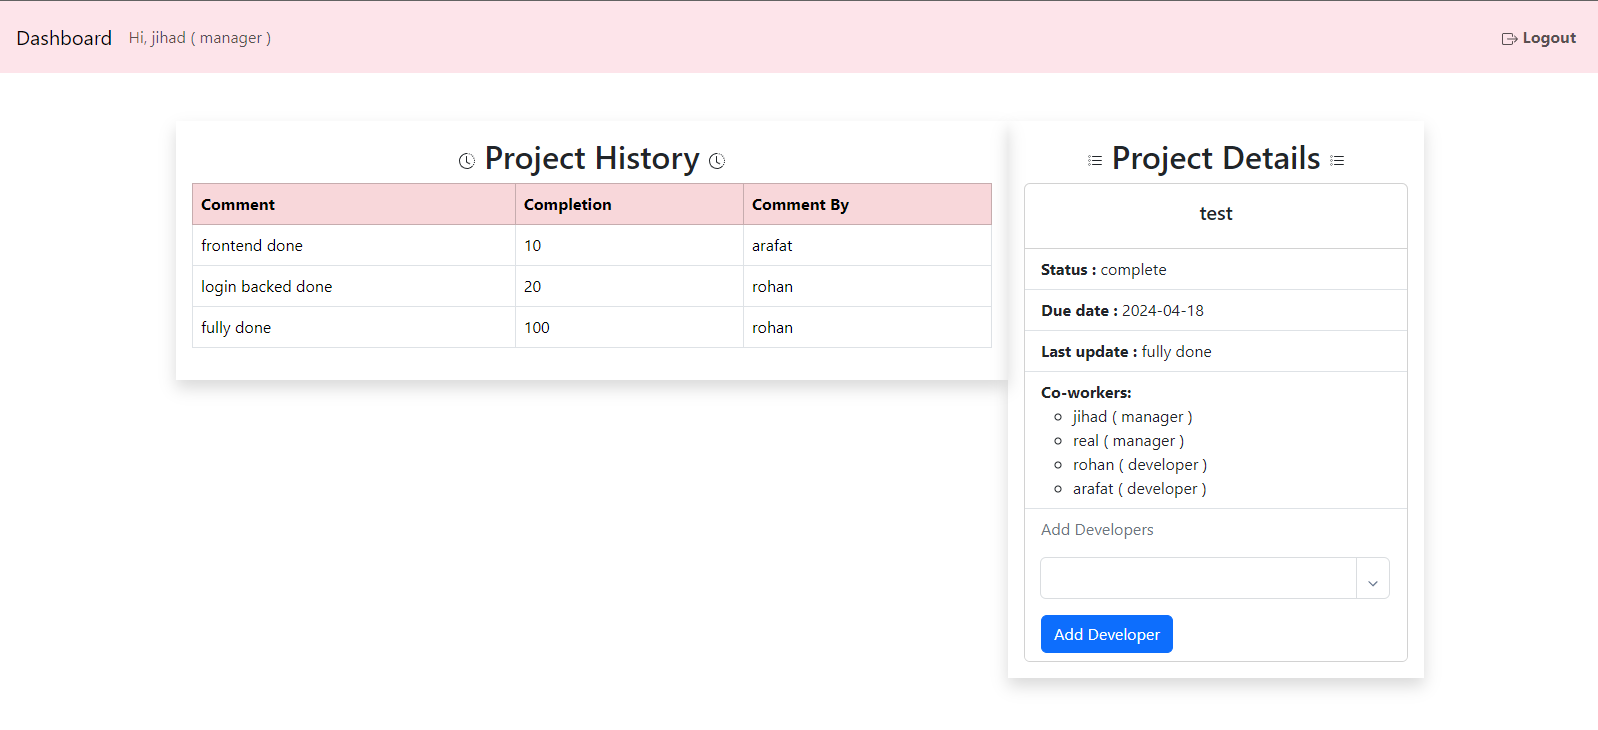 Dashboard Hi, jihad ( manager ) Logout
Project History
Comment Completion Comment By
frontend done 10 arafat
login backed done 20 rohan
fully done 100 rohan
Project Details
test
Status : complete
Due date : 2024-04-18
Last update : fully done
Co-workers:
jihad ( manager )
real ( manager )
rohan ( developer )
arafat ( developer )
Add Developers
Add Developer